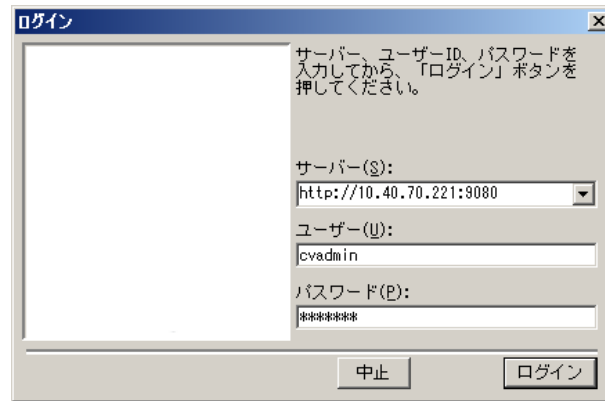 ログイン
サーバー、ユーザーID、パスワードを
入力してから、「ログイン」ボタンを
押してください。
サーバー(S):
http://10.40.70.221:9080
ユーザー(U):
cvadmin
パスワード(P):
*******
中止
ログイン